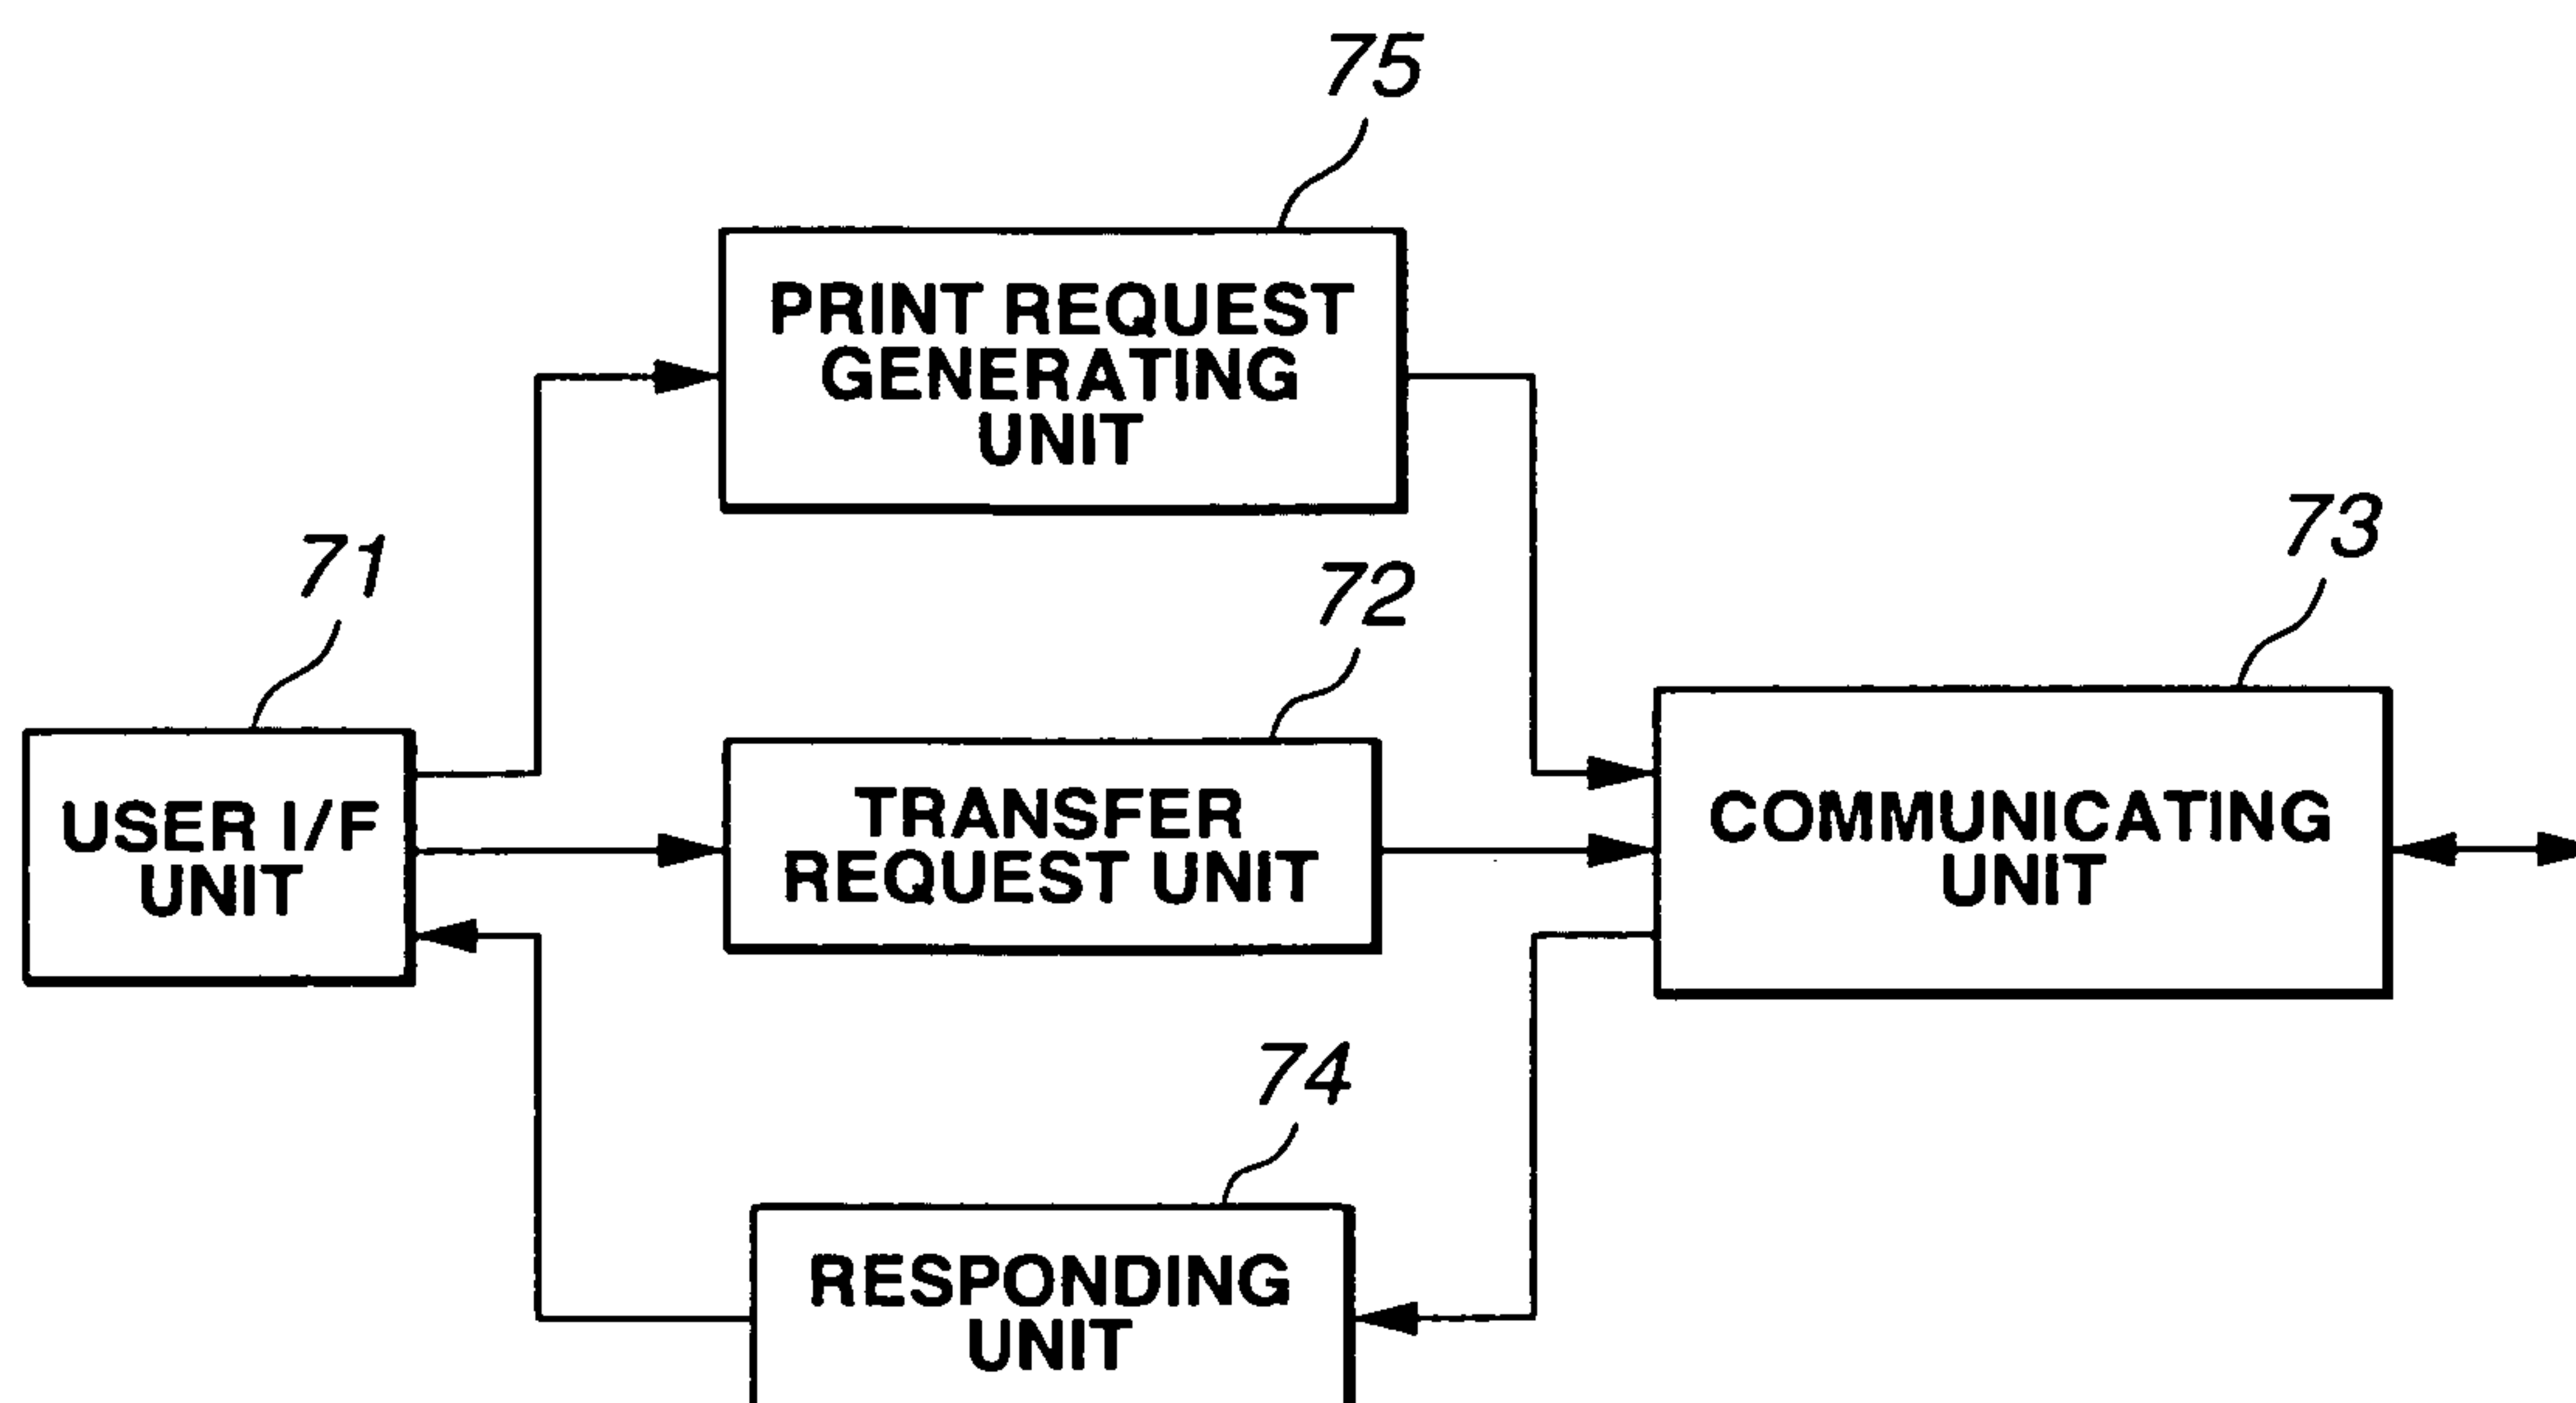 75
PRINT REQUEST
GENERATING
UNIT
71
72
73
USER I/F
UNIT
TRANSFER
REQUEST UNIT
COMMUNICATING
UNIT
74
RESPONDING
UNIT